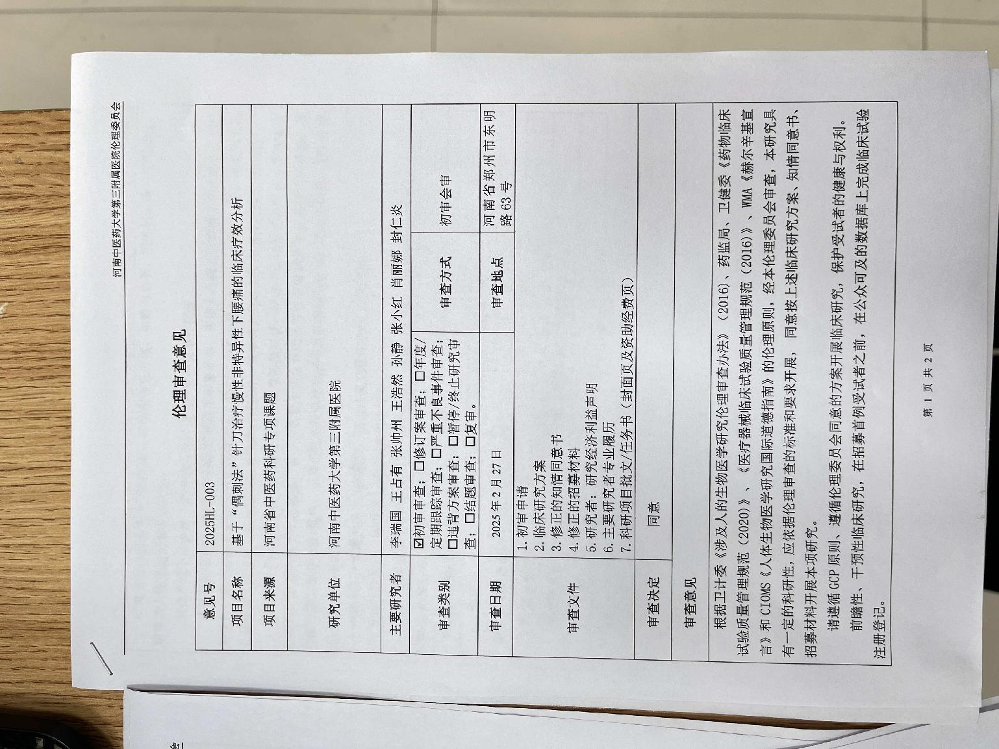 河南中医药大学第三附属医院伦理委员会
伦理审查意见
意见号 2025HL-003
项目名称 基于“偶刺法”针刀治疗慢性非特异性下腰痛的临床疗效分析
项目来源 河南省中医药科研专项课题
研究单位 河南中医药大学第三附属医院
主要研究者 李瑞国 王占有 张帅州 王浩然 孙静 张小红 肖丽娜 封仁炎
审查类别 ☑初审审查；□修订案审查；□年度/
定期跟踪审查；□严重不良事件审查；
□违背方案审查；□暂停/终止研究审
查；□结题审查；□复审。
审查方式 初审会审
审查日期 2025年2月27日 审查地点 河南省郑州市东明
路63号
审查文件
1. 初审申请
2. 临床研究方案
3. 修正的知情同意书
4. 修正的招募材料
5. 研究者：研究经济利益声明
6. 主要研究者专业履历
7. 科研项目批文/任务书（封面页及资助经费页）
审查决定 同意
审查意见
根据卫计委《涉及人的生物医学研究伦理审查办法》（2016）、药监局、卫健委《药物临床
试验质量管理规范（2020）》、《医疗器械临床试验质量管理规范（2016）》、WMA《赫尔辛基宣
言》和CIOMS《人体生物医学研究国际道德指南》的伦理原则，经本伦理委员会审查，本研究具
有一定的科研性，应依据伦理审查的标准和要求开展，同意按上述临床研究方案、知情同意书、
招募材料开展本项研究。
请遵循GCP原则、遵循伦理委员会同意的方案开展临床研究，保护受试者的健康与权利。
前瞻性、干预性临床研究，在招募首例受试者之前，在公众可及的数据库上完成临床试验
注册登记。
第 1 页 共 2 页
会